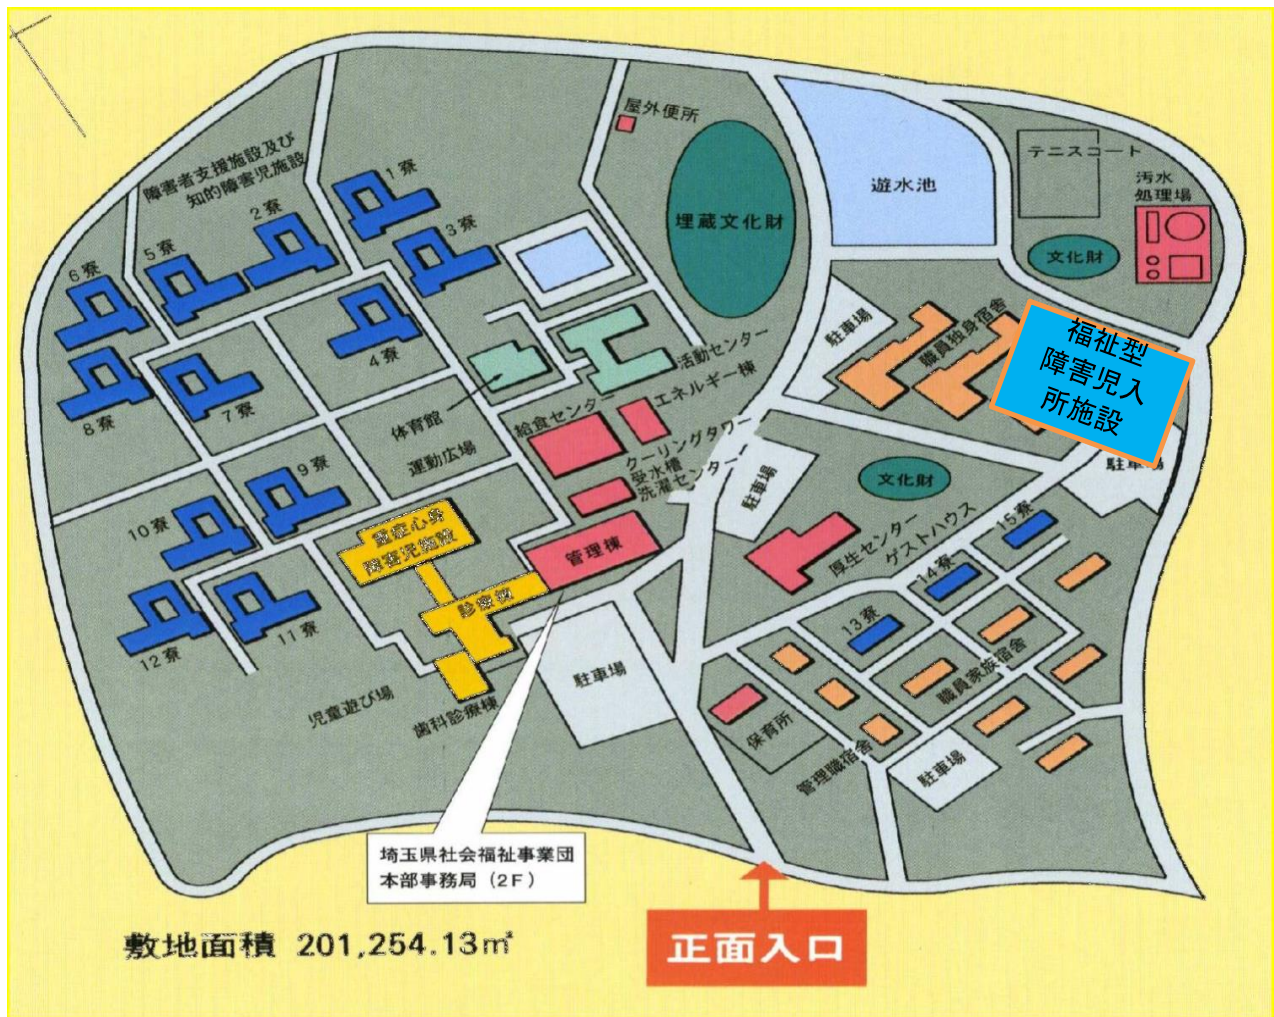 屋外便所
障害者支援施設及び
知的障害児施設
1寮
2寮
3寮
5寮
6寮
4寮
7寮
8寮
9寮
10寮
11寮
12寮
埋蔵文化財
遊水池
テニスコート
汚水
処理場
文化財
駐車場
職員独身宿舎
福祉型
障害児入
所施設
駐車場
活動センター
エネルギー棟
給食センター
クーリングタワー
受水槽
洗濯センター
体育館
運動広場
駐車場
文化財
厚生センター
ゲストハウス
15寮
14寮
13寮
重症心身
障害児施設
管理棟
診療棟
児童遊び場
歯科診療棟
駐車場
保育所
管理職宿舎
職員家族宿舎
駐車場
埼玉県社会福祉事業団
本部事務局(2F)
敷地面積 201,254.13㎡
正面入口